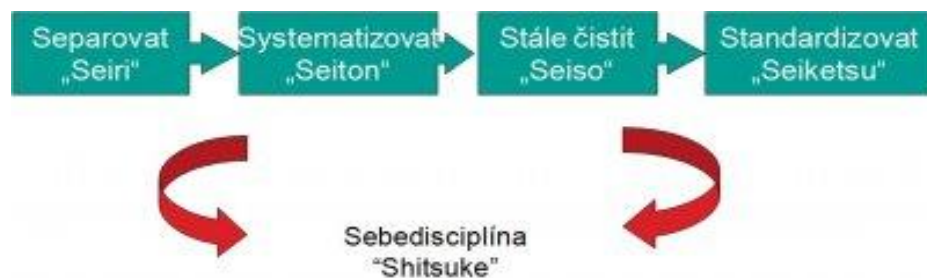 Separovat
„Seiri“
Systematizovat
„Seiton“
Stále čistit
„Seiso“
Standardizovat
„Seiketsu“
Sebedisciplína
“Shitsuke”